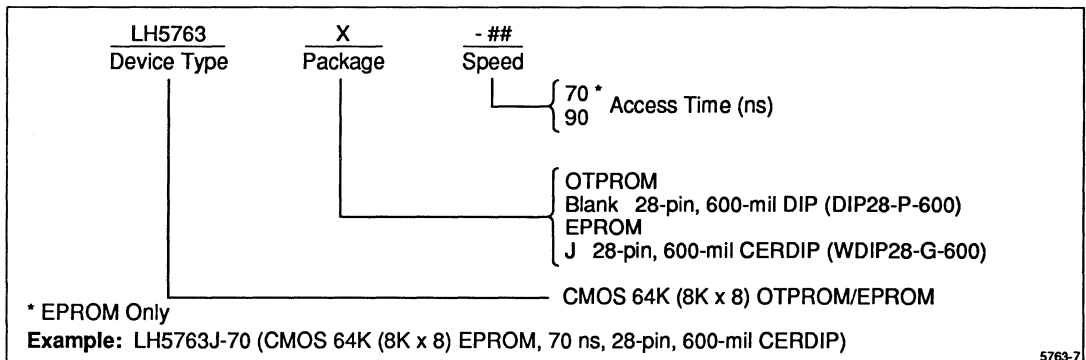 LH5763 X - ##
Device Type Package Speed
70 * Access Time (ns)
90
OTPROM
Blank 28-pin, 600-mil DIP (DIP28-P-600)
EPROM
J 28-pin, 600-mil CERDIP (WDIP28-G-600)
CMOS 64K (8K x 8) OTPROM/EPROM
* EPROM Only
Example: LH5763J-70 (CMOS 64K (8K x 8) EPROM, 70 ns, 28-pin, 600-mil CERDIP)
5763-7